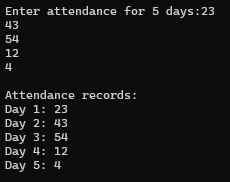 Enter attendance for 5 days:23
43
54
12
4

Attendance records:
Day 1: 23
Day 2: 43
Day 3: 54
Day 4: 12
Day 5: 4